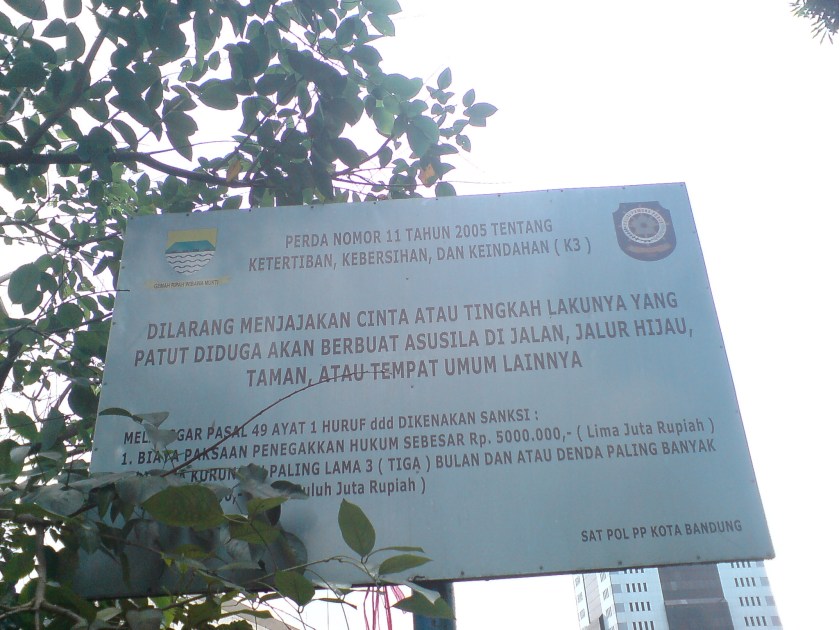 PERDA NOMOR 11 TAHUN 2005 TENTANG
KETERTIBAN, KEBERSIHAN, DAN KEINDAHAN ( K3 )
DILARANG MENJAJAKAN CINTA ATAU TINGKAH LAKUNYA YANG
PATUT DIDUGA AKAN BERBUAT ASUSILA DI JALAN, JALUR HIJAU,
TAMAN, ATAU TEMPAT UMUM LAINNYA
PASAL 49 AYAT 1 HURUF ddd DIKENAKAN SANKSI :
1. BIAYA PAKSAAN PENEGAKKAN HUKUM SEBESAR Rp. 5000.000,- ( Lima Juta Rupiah )
PALING LAMA 3 ( TIGA ) BULAN DAN ATAU DENDA PALING BANYAK
Juta Rupiah )
SAT POL PP KOTA BANDUNG